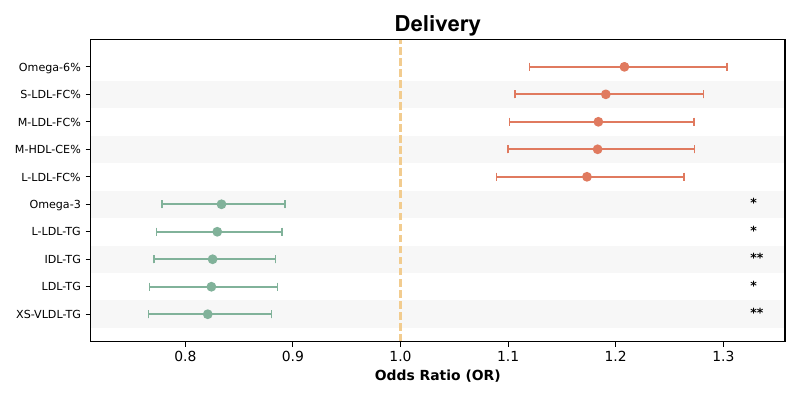 Delivery
Omega-6%
S-LDL-FC%
M-LDL-FC%
M-HDL-CE%
L-LDL-FC%
Omega-3 *
L-LDL-TG *
IDL-TG **
LDL-TG *
XS-VLDL-TG **
0.8 0.9 1.0 1.1 1.2 1.3
Odds Ratio (OR)